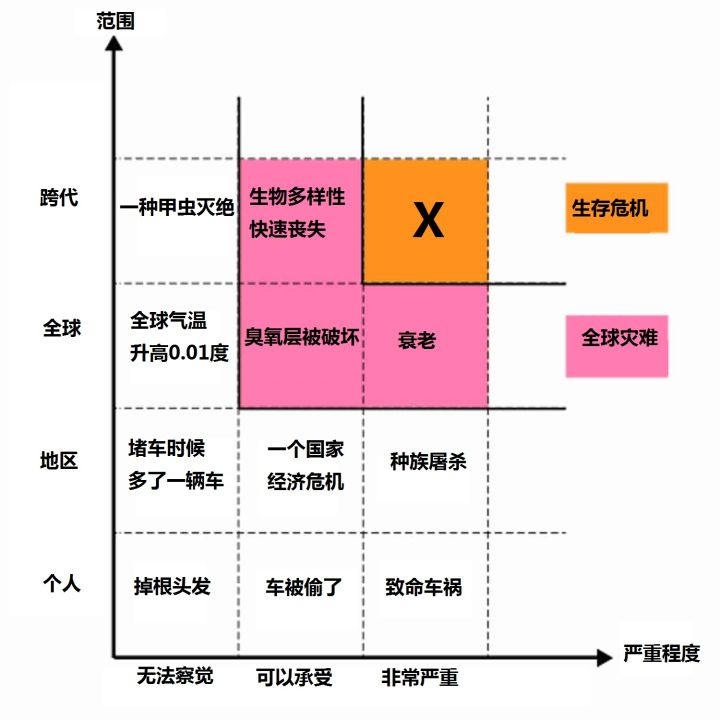 范围
跨代
一种甲虫灭绝
生物多样性
快速丧失
X
生存危机
全球
全球气温
升高0.01度
臭氧层被破坏
衰老
全球灾难
地区
堵车时候
多了一辆车
一个国家
经济危机
种族屠杀
个人
掉根头发
车被偷了
致命车祸
严重程度
无法察觉
可以承受
非常严重